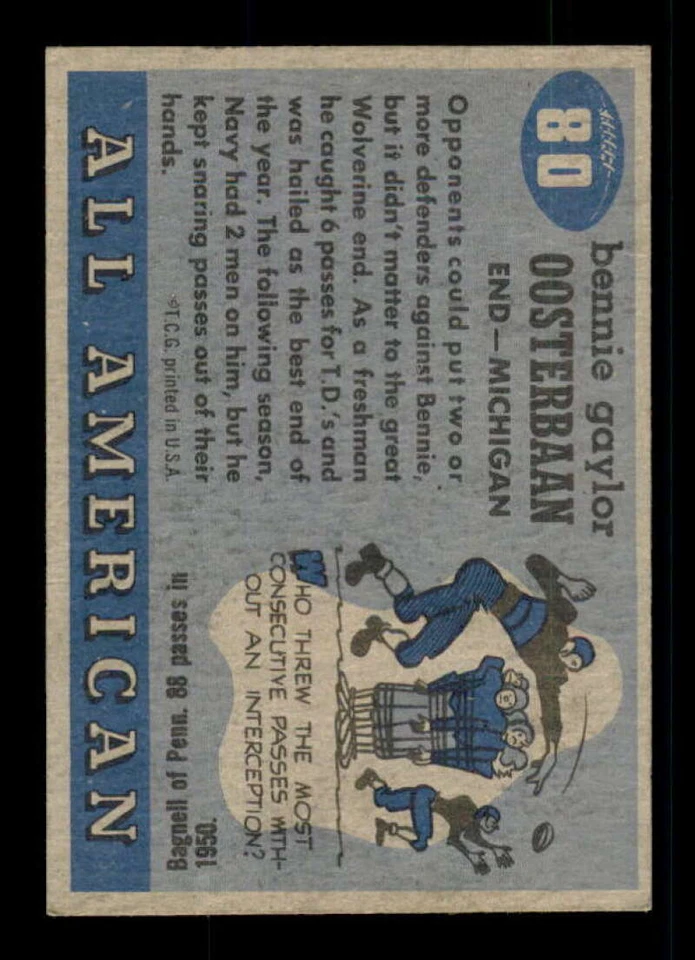 80
bennie gaylor
OOSTERBAAN
END—MICHIGAN
Opponents could put two or
more defenders against Bennie,
but it didn't matter to the great
Wolverine end. As a freshman
he caught 6 passes for T.D.'s and
was hailed as the best end of
the year. The following season,
Navy had 2 men on him, but he
kept snaring passes out of their
hands.
©T.C.G. printed in U.S.A.
WHO THREW THE MOST
CONSECUTIVE PASSES WITH-
OUT AN INTERCEPTION?
Bagnell of Penn. 88 passes in
1950.
ALL AMERICAN